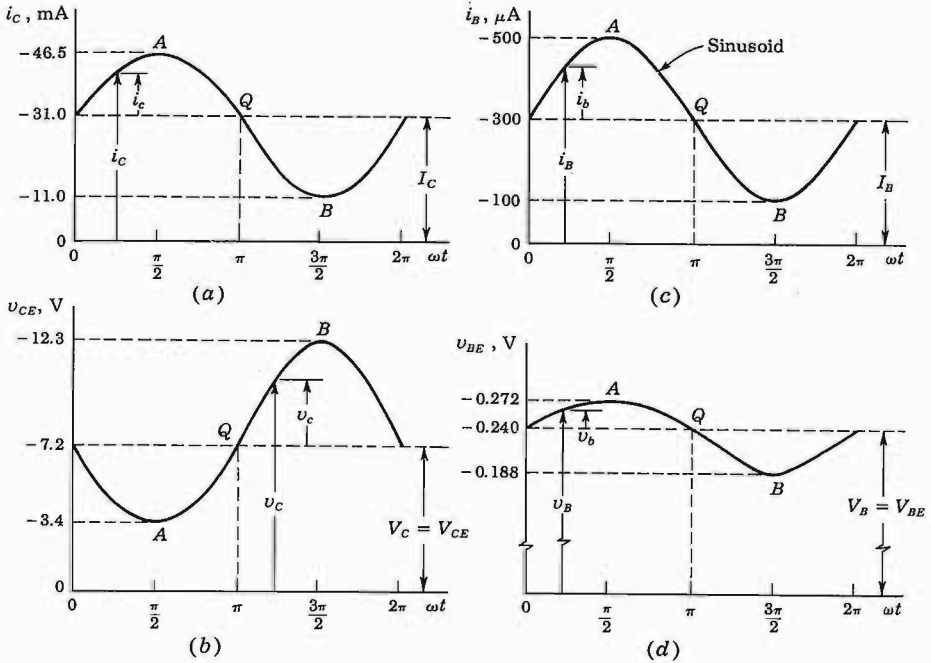 i_C , mA
−46.5
A
i_c
Q
−31.0
i_C
I_C
−11.0
B
0
0
π/2
π
3π/2
2π
ωt
(a)
i_B, μA
−500
A
Sinusoid
i_b
Q
−300
i_B
I_B
−100
B
0
0
π/2
π
3π/2
2π
ωt
(c)
v_CE, V
−12.3
B
v_c
Q
−7.2
v_C
V_C = V_CE
−3.4
A
0
0
π/2
π
3π/2
2π
ωt
(b)
v_BE , V
A
−0.272
v_b
Q
−0.240
−0.188
B
v_B
V_B = V_BE
0
π/2
π
3π/2
2π
ωt
(d)